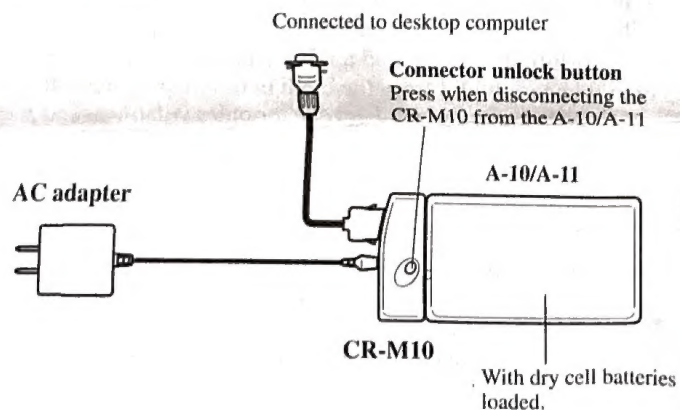 Connected to desktop computer
Connector unlock button
Press when disconnecting the
CR-M10 from the A-10/A-11
A-10/A-11
AC adapter
CR-M10
With dry cell batteries
loaded.